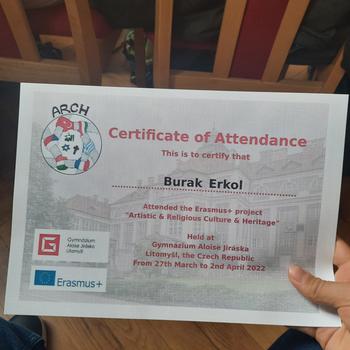 ARCH
Certificate of Attendance
This is to certify that
Burak Erkol
Attended the Erasmus+ project
"Artistic & Religious Culture & Heritage"
Held at
Gymnazium Aloise Jiráska
Litomyšl, the Czech Republic
From 27th March to 2nd April 2022
Gymnázium
Aloise Jiráska
Litomyšl
Erasmus+